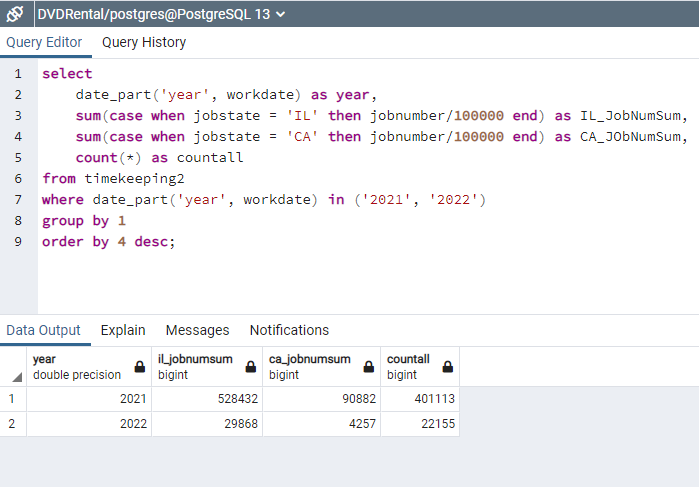 DVDRental/postgres@PostgreSQL 13
Query Editor Query History
1 select
2 date_part('year', workdate) as year,
3 sum(case when jobstate = 'IL' then jobnumber/100000 end) as IL_JobNumSum,
4 sum(case when jobstate = 'CA' then jobnumber/100000 end) as CA_JObNumSum,
5 count(*) as countall
6 from timekeeping2
7 where date_part('year', workdate) in ('2021', '2022')
8 group by 1
9 order by 4 desc;
Data Output Explain Messages Notifications
year il_jobnumsum ca_jobnumsum countall
double precision bigint bigint bigint
1 2021 528432 90882 401113
2 2022 29868 4257 22155